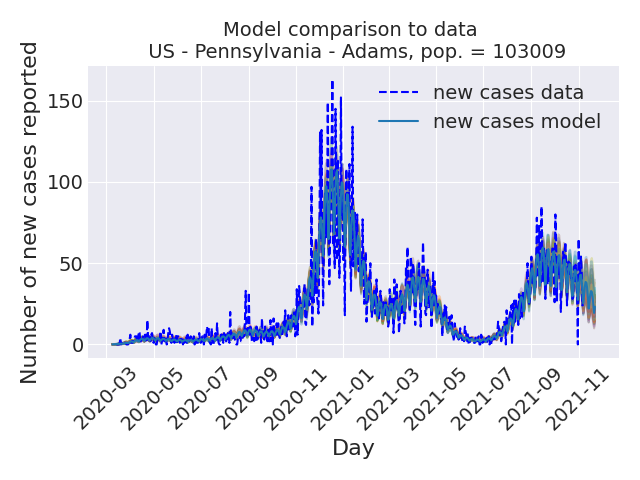 Model comparison to data
US - Pennsylvania - Adams, pop. = 103009
Number of new cases reported
150
100
50
0
new cases data
new cases model
2020-03
2020-05
2020-07
2020-09
2020-11
2021-01
2021-03
2021-05
2021-07
2021-09
2021-11
Day